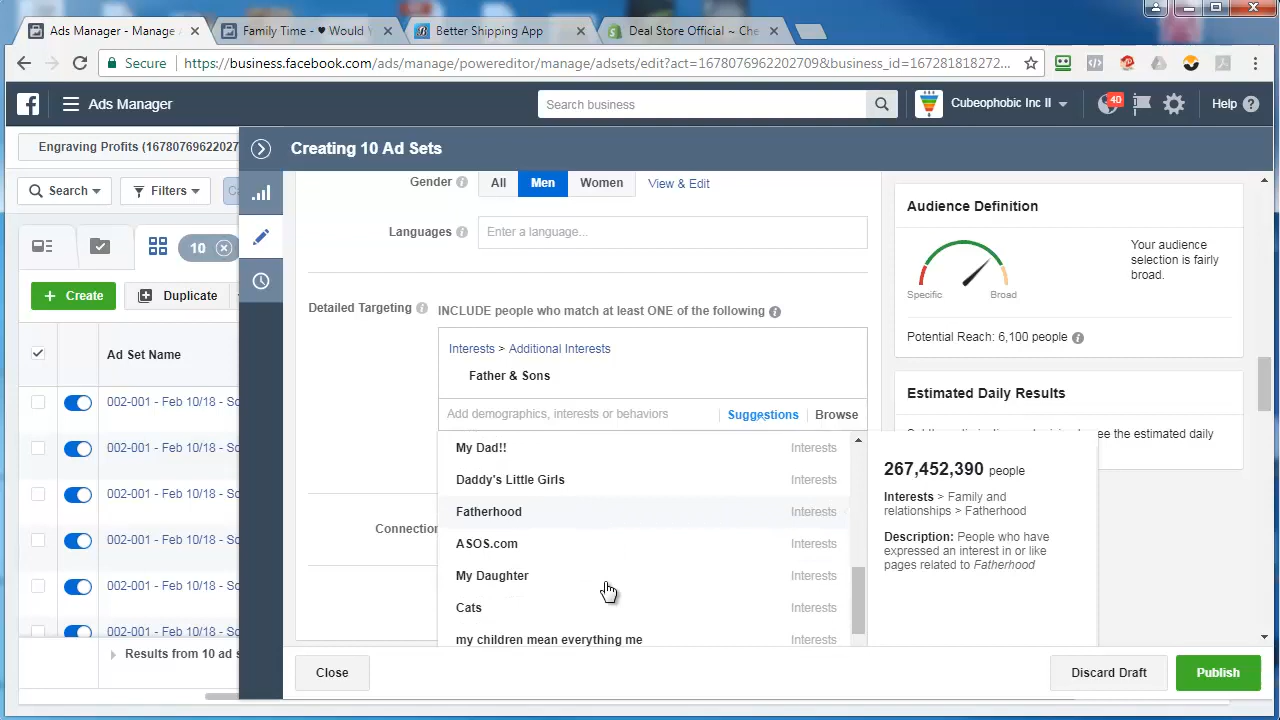 Ads Manager - Manage
Family Time - ♥ Would Y
Better Shipping App
Deal Store Official ~ Che
Secure
https://business.facebook.com/ads/manage/powereditor/manage/adsets/edit?act=16780769622027098&business_id=167281818272...
Ads Manager
Search business
Cubeophobic Inc II
40
Help
Engraving Profits (16780769622027
Creating 10 Ad Sets
Search
Filters
10
Create
Duplicate
Ad Set Name
002-001 - Feb 10/18 - Sc
002-001 - Feb 10/18 - Sc
002-001 - Feb 10/18 - Sc
002-001 - Feb 10/18 - Sc
002-001 - Feb 10/18 - Sc
002-001 - Feb 10/18 - Sc
Results from 10 ad s
Gender
All
Men
Women
View & Edit
Languages
Enter a language...
Detailed Targeting
INCLUDE people who match at least ONE of the following
Interests > Additional Interests
Father & Sons
Add demographics, interests or behaviors
Suggestions
Browse
My Dad!!
Interests
Daddy's Little Girls
Interests
Fatherhood
Interests
ASOS.com
Interests
My Daughter
Interests
Cats
Interests
my children mean everything me
Interests
Connection
267,452,390 people
Interests > Family and
relationships > Fatherhood
Description: People who have
expressed an interest in or like
pages related to Fatherhood
Audience Definition
Specific
Broad
Your audience
selection is fairly
broad.
Potential Reach: 6,100 people
Estimated Daily Results
see the estimated daily
Close
Discard Draft
Publish